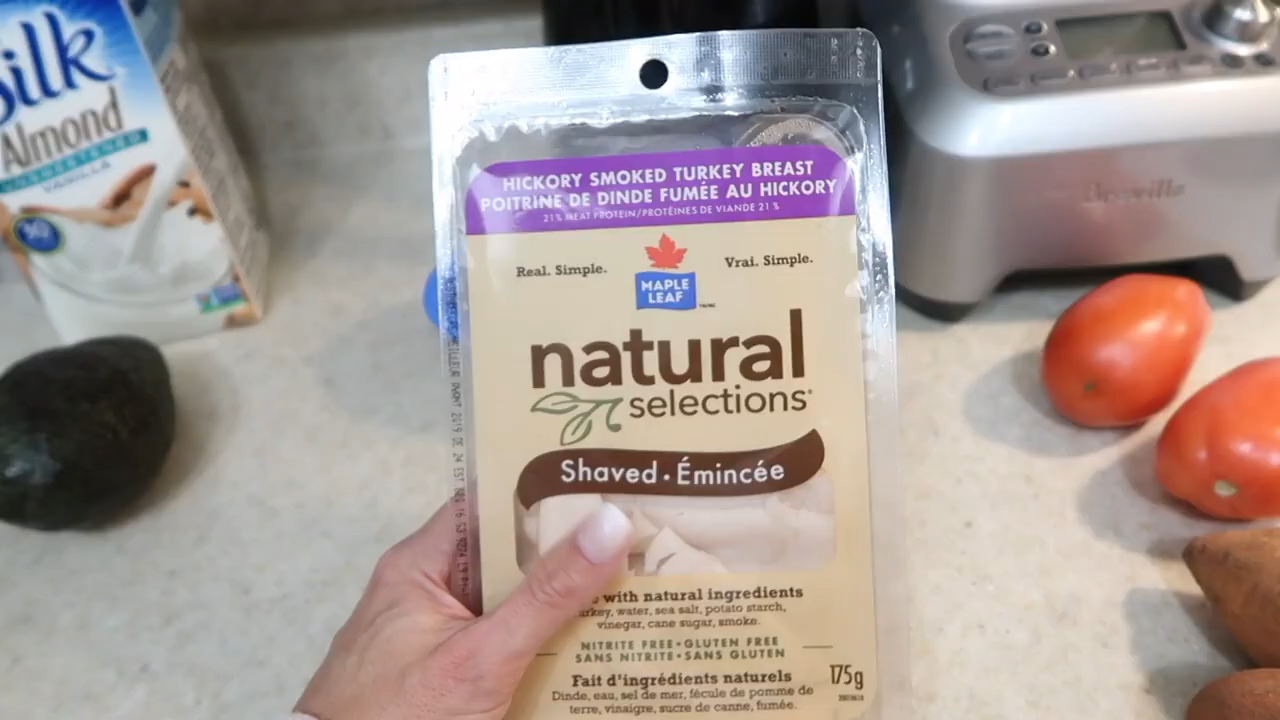 Silk
Almond
UNSWEETENED
VANILLA
HICKORY SMOKED TURKEY BREAST
POITRINE DE DINDE FUMÉE AU HICKORY
21% MEAT PROTEIN/PROTÉINES DE VIANDE 21%
Real. Simple.
MAPLE
LEAF
Vrai. Simple.
natural
selections
Shaved · Émincée
with natural ingredients
turkey, water, sea salt, potato starch,
vinegar, cane sugar, smoke.
NITRITE FREE • GLUTEN FREE
SANS NITRITE • SANS GLUTEN
Fait d'ingrédients naturels
Dinde, eau, sel de mer, fécule de pomme de
terre, vinaigre, sucre de canne, fumée.
175g
Breville